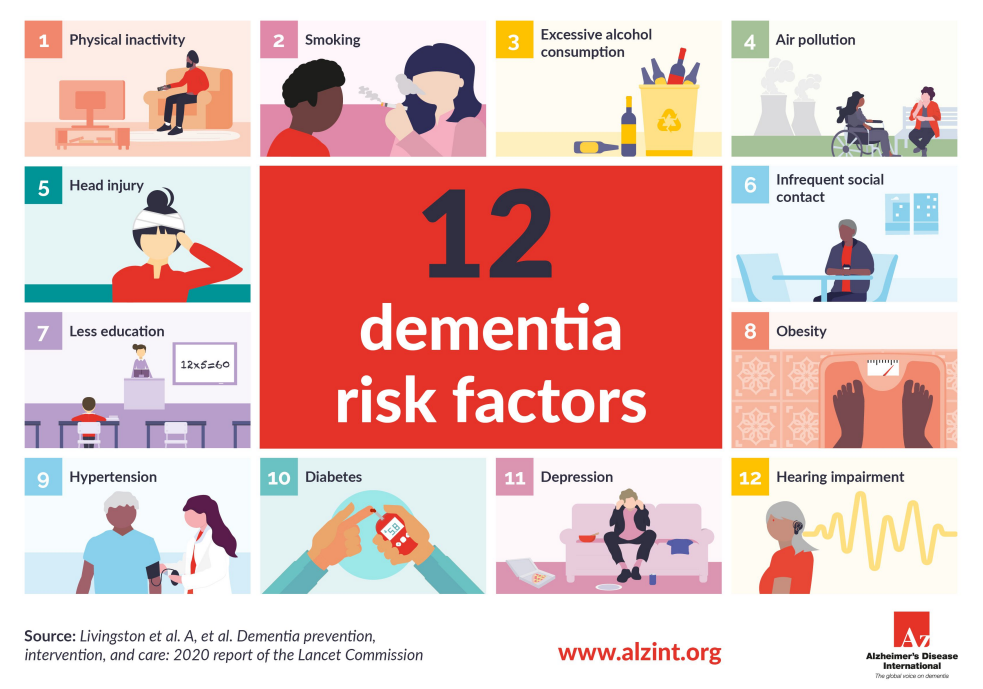 1 Physical inactivity
2 Smoking
3 Excessive alcohol
consumption
4 Air pollution
5 Head injury
12
dementia
risk factors
6 Infrequent social
contact
7 Less education
12x5=60
8 Obesity
9 Hypertension
10 Diabetes
5.8
11 Depression
12 Hearing impairment
Source: Livingston et al. A, et al. Dementia prevention,
intervention, and care: 2020 report of the Lancet Commission
www.alzint.org
Az
Alzheimer's Disease
International
The global voice on dementia